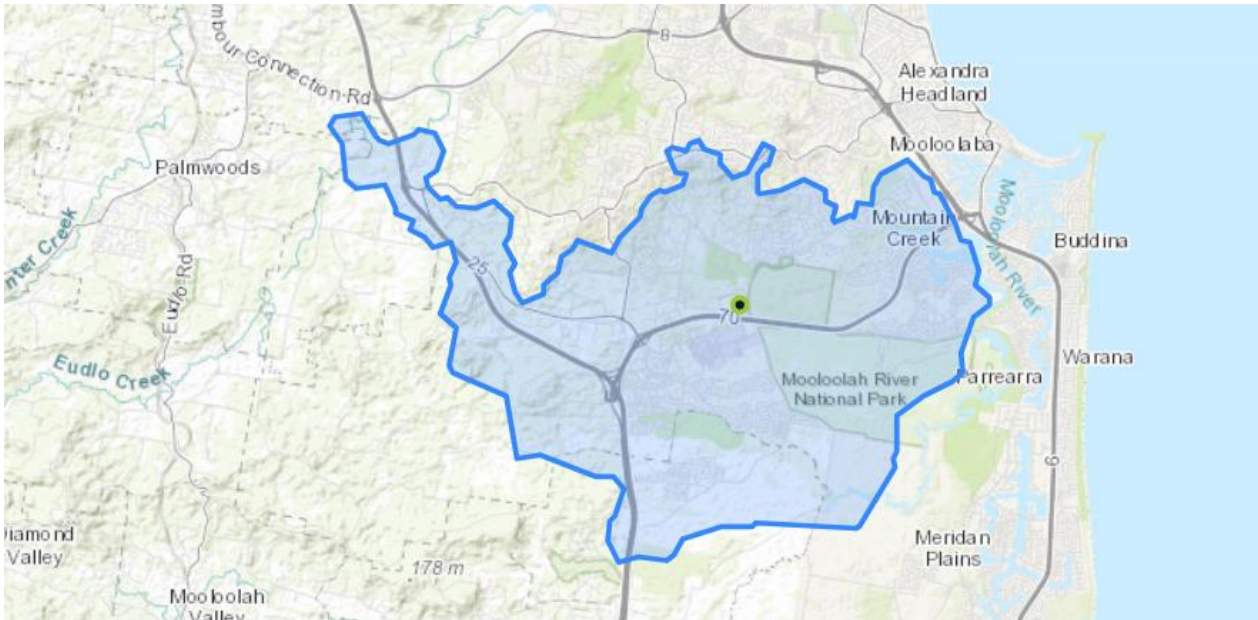 mbour Connection Rd
8
Alexandra
Headland
Mooloolaba
Palmwoods
Mooloolah River
Mountain
Creek
Buddina
nter Creek
Eudlo Rd
25
70
Eudlo Creek
Warana
Parrearra
Mooloolah River
National Park
6
Diamond
Valley
Meridan
Plains
178 m
Mooloolah
Valley